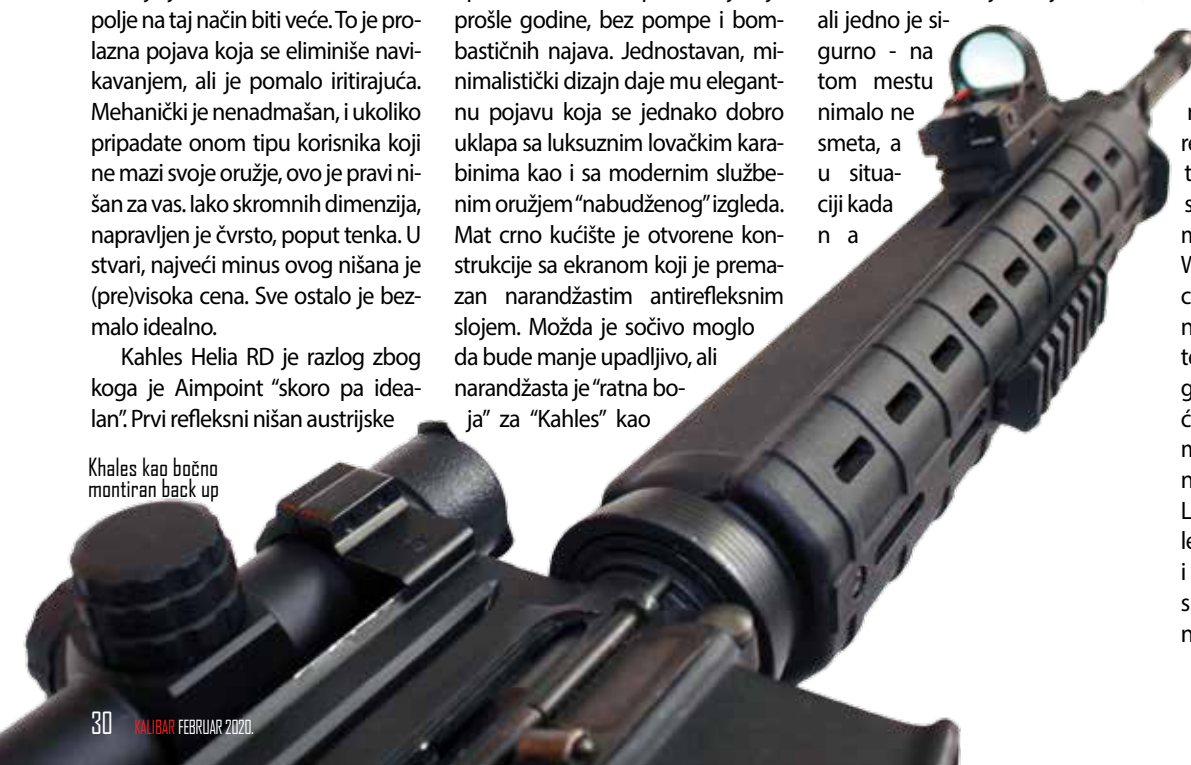 polje na taj način biti veće. To je pro-
lazna pojava koja se eliminiše navi-
kavanjem, ali je pomalo iritirajuća.
Mehanički je nenadmašan, i ukoliko
pripadate onom tipu korisnika koji
ne mazi svoje oružje, ovo je pravi ni-
šan za vas. Iako skromnih dimenzija,
napravljen je čvrsto, poput tenka. U
stvari, najveći minus ovog nišana je
(pre)visoka cena. Sve ostalo je bez-
malo idealno.
Kahles Helia RD je razlog zbog
koga je Aimpoint “skoro pa idea-
lan”. Prvi refleksni nišan austrijske
prošle godine, bez pompe i bom-
bastičnih najava. Jednostavan, mi-
nimalistički dizajn daje mu elegant-
nu pojavu koja se jednako dobro
uklapa sa luksuznim lovačkim kara-
binima kao i sa modernim službe-
nim oružjem “nabudženog” izgleda.
Mat crno kućište je otvorene kon-
strukcije sa ekranom koji je prema-
zan narandžastim antirefleksnim
slojem. Možda je sočivo moglo
da bude manje upadljivo, ali
narandžasta je “ratna bo-
ja” za “Kahles” kao
ali jedno je si-
gurno - na
tom mestu
nimalo ne
smeta, a
u situa-
ciji kada
n a
Khales kao bočno
montiran back up
30 KALIBAR FEBRUAR 2020.